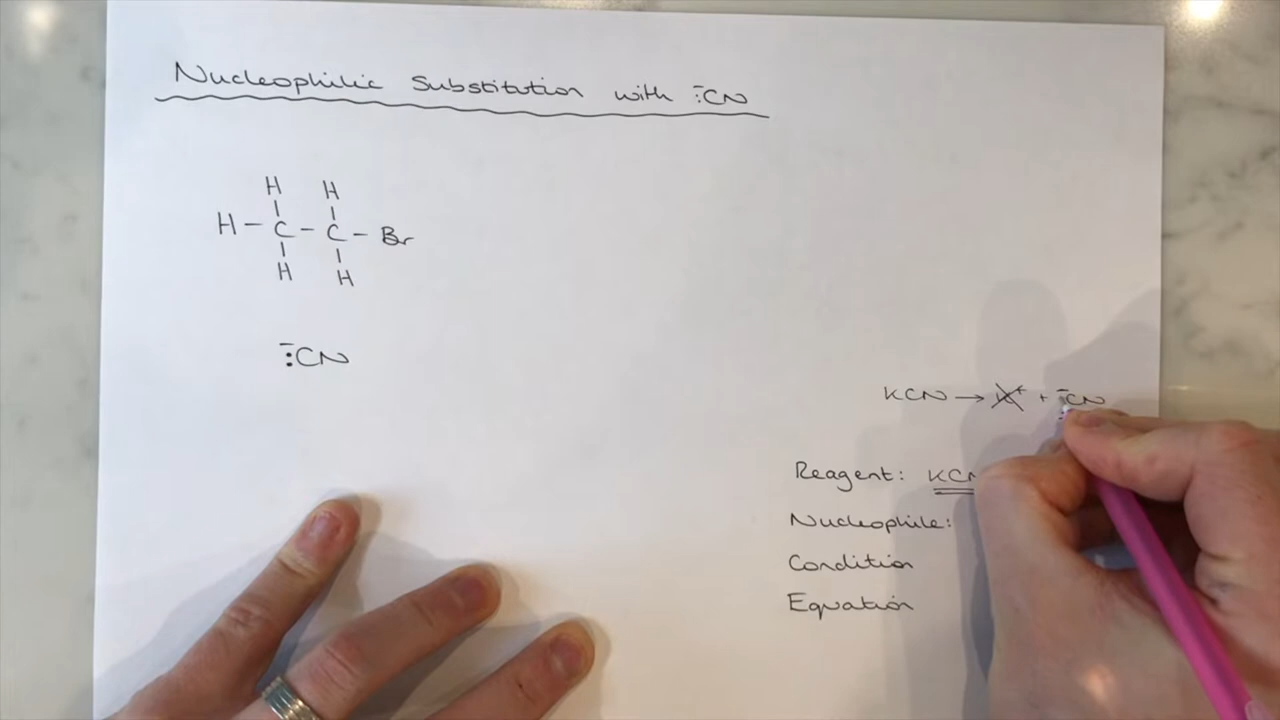 Nucleophilic Substitution with :⁻CN
H H
H - C - C - Br
H H
:⁻CN
KCN → K⁺ + ⁻CN
Reagent: KCN
Nucleophile:
Condition
Equation